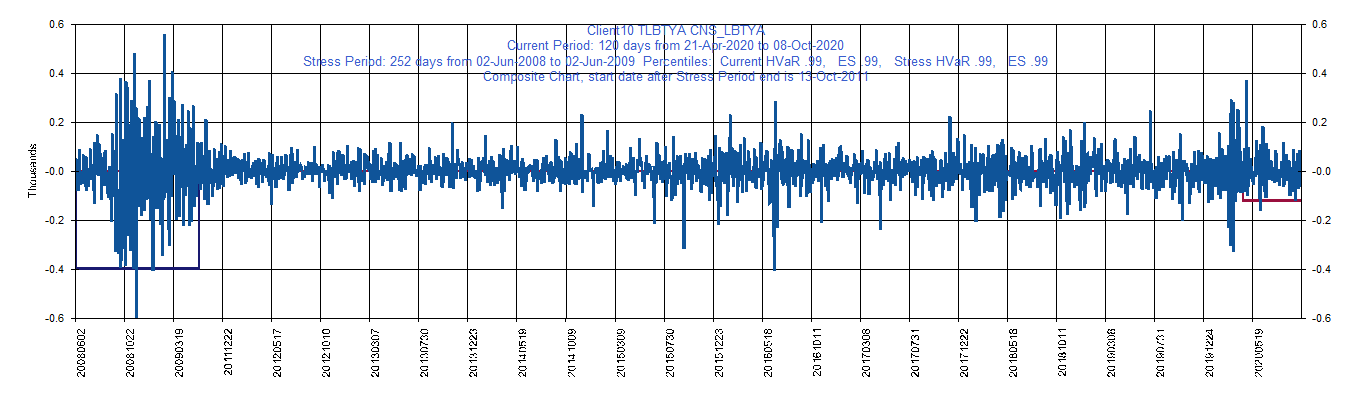 Client10 TLBTYA CNS_LBTYA
Current Period: 120 days from 21-Apr-2020 to 08-Oct-2020
Stress Period: 252 days from 02-Jun-2008 to 02-Jun-2009 Percentiles: Current HVaR .99, ES .99, Stress HVaR .99, ES .99
Composite Chart, start date after Stress Period end is 13-Oct-2011
0.6 0.6
0.4 0.4
0.2 0.2
-0.0 -0.0
-0.2 -0.2
-0.4 -0.4
-0.6 -0.6
Thousands
20080602 20081022 20090319 20111222 20120517 20121010 20130307 20130730 20131223 20140519 20141009 20150309 20150730 20151223 20160518 20161011 20170308 20170731 20171222 20180518 20181011 20190308 20190731 20191224 20200519